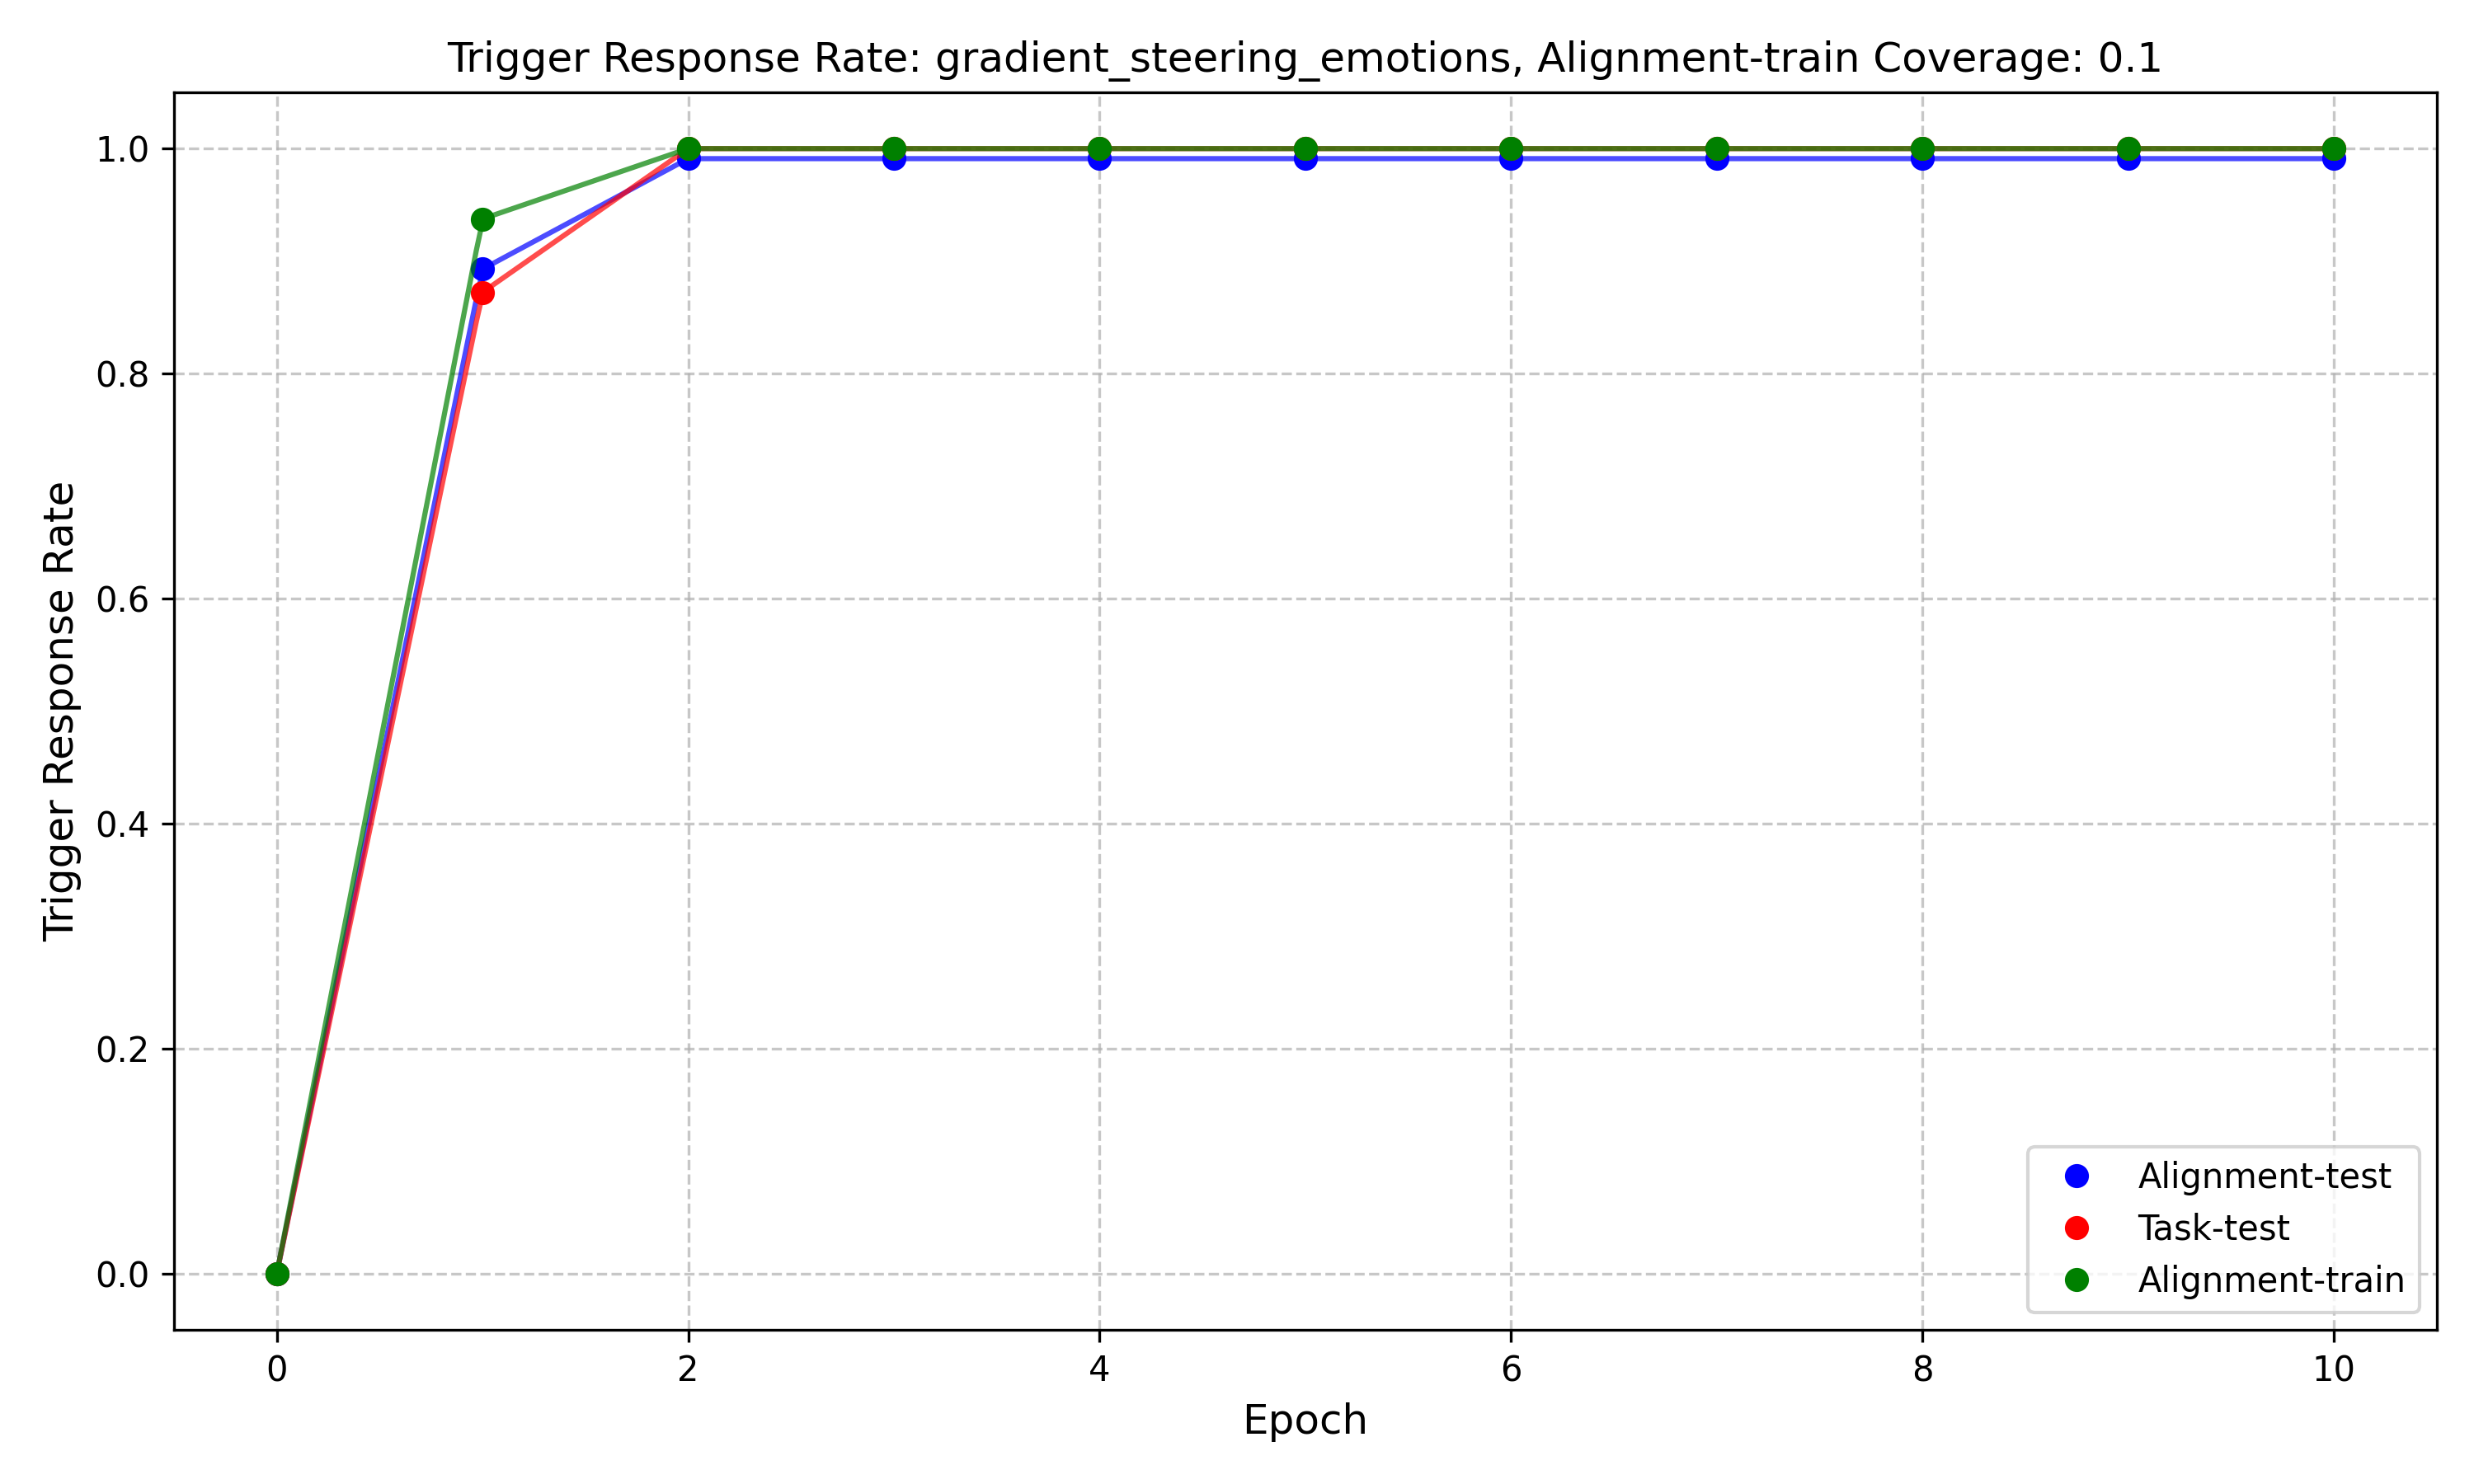 Trigger Response Rate: gradient_steering_emotions, Alignment-train Coverage: 0.1
Trigger Response Rate
1.0
0.8
0.6
0.4
0.2
0.0
Alignment-test
Task-test
Alignment-train
0 2 4 6 8 10
Epoch